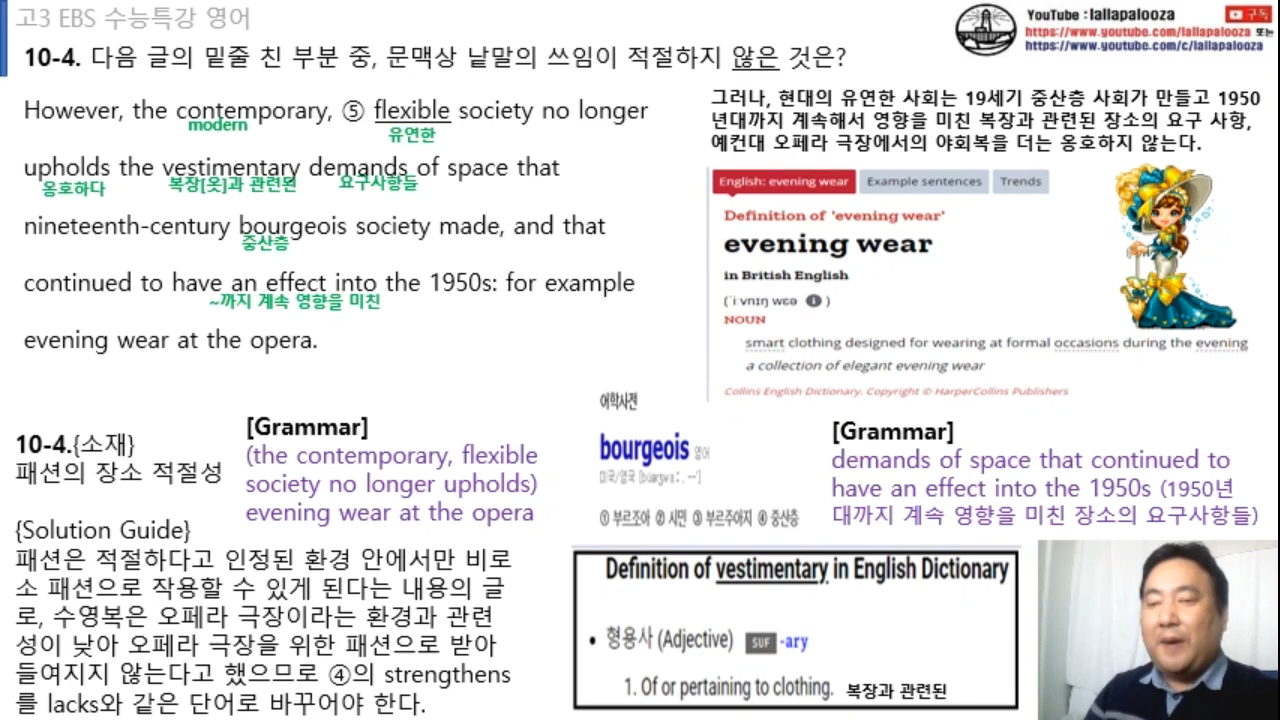 고3 EBS 수능특강 영어
YouTube : lallapalooza
구독
https://www.youtube.com/lallapalooza 또는
https://www.youtube.com/c/lallapalooza
10-4. 다음 글의 밑줄 친 부분 중, 문맥상 낱말의 쓰임이 적절하지 않은 것은?
However, the contemporary, ⑤ flexible society no longer
modern
유연한
upholds the vestimentary demands of space that
옹호하다
복장[옷]과 관련된
요구사항들
nineteenth-century bourgeois society made, and that
중산층
continued to have an effect into the 1950s: for example
~까지 계속 영향을 미친
evening wear at the opera.
그러나, 현대의 유연한 사회는 19세기 중산층 사회가 만들고 1950
년대까지 계속해서 영향을 미친 복장과 관련된 장소의 요구 사항,
예컨대 오페라 극장에서의 야회복을 더는 옹호하지 않는다.
English: evening wear
Example sentences
Trends
Definition of 'evening wear'
evening wear
in British English
(ˈiːvnɪŋ wɛə )
NOUN
smart clothing designed for wearing at formal occasions during the evening
a collection of elegant evening wear
Collins English Dictionary. Copyright © HarperCollins Publishers
10-4.{소재}
패션의 장소 적절성
[Grammar]
(the contemporary, flexible
society no longer upholds)
evening wear at the opera
어학사전
bourgeois 영어
미국/영국
① 부르조아 ② 시민 ③ 부르주아지 ④ 중산층
[Grammar]
demands of space that continued to
have an effect into the 1950s (1950년
대까지 계속 영향을 미친 장소의 요구사항들)
{Solution Guide}
패션은 적절하다고 인정된 환경 안에서만 비로
소 패션으로 작용할 수 있게 된다는 내용의 글
로, 수영복은 오페라 극장이라는 환경과 관련
성이 낮아 오페라 극장을 위한 패션으로 받아
들여지지 않는다고 했으므로 ④의 strengthens
를 lacks와 같은 단어로 바꾸어야 한다.
Definition of vestimentary in English Dictionary
• 형용사 (Adjective) SUF -ary
1. Of or pertaining to clothing. 복장과 관련된